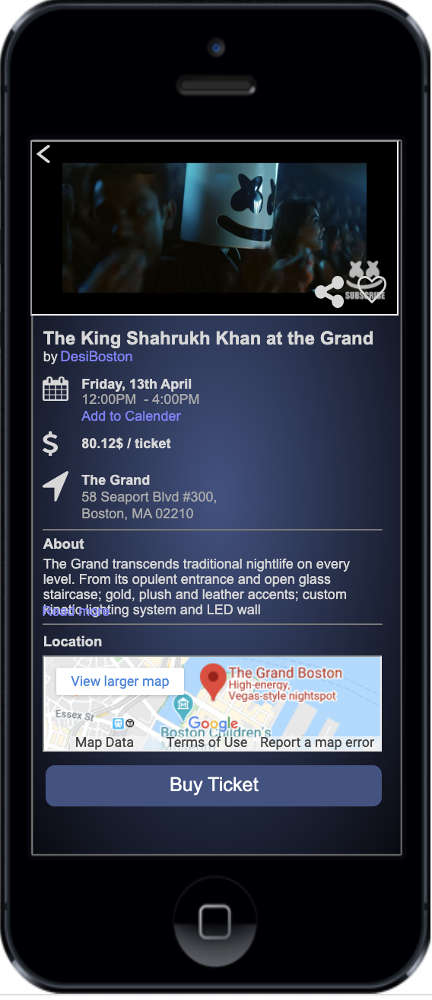 SUBSCRIBE
The King Shahrukh Khan at the Grand
by DesiBoston
Friday, 13th April
12:00PM - 4:00PM
Add to Calender
$ 80.12$ / ticket
The Grand
58 Seaport Blvd #300,
Boston, MA 02210
About
The Grand transcends traditional nightlife on every
level. From its opulent entrance and open glass
staircase; gold, plush and leather accents; custom
kinetic lighting system and LED wall
Read more
Location
View larger map
The Grand Boston
High-energy,
Vegas-style nightspot
Essex St
Google
Boston Children's
Museum
Map Data Terms of Use Report a map error
Buy Ticket